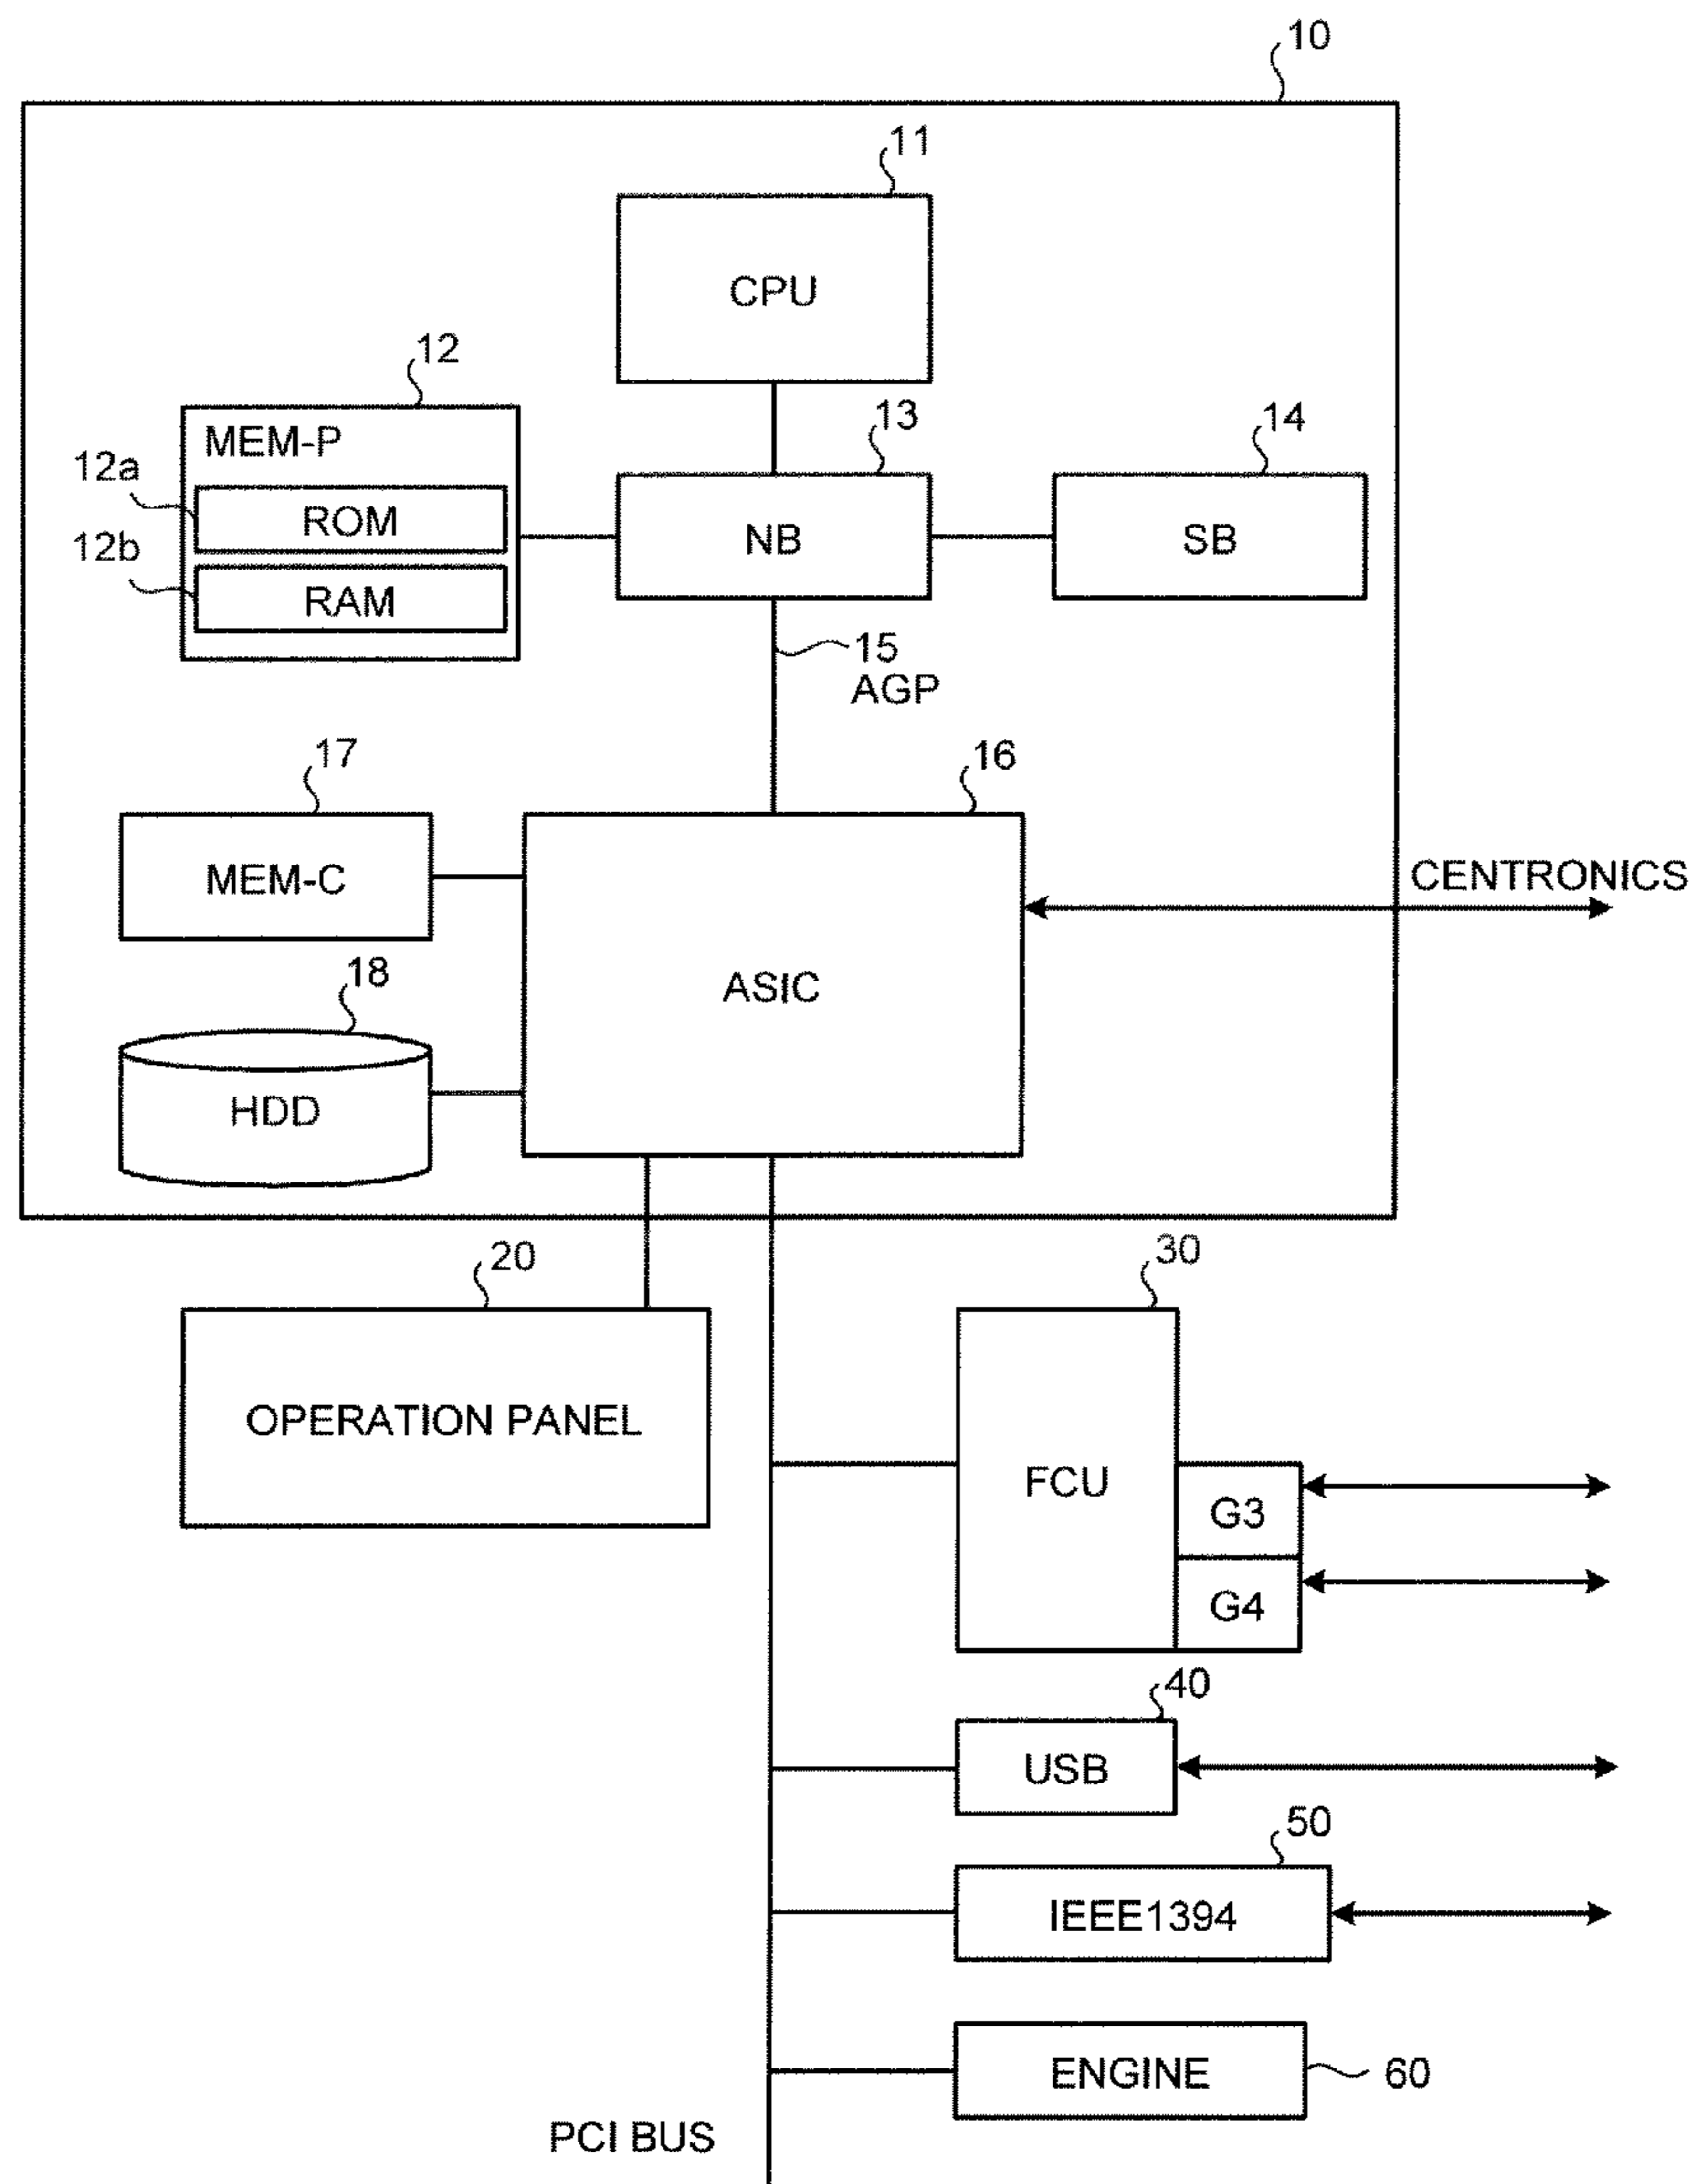 10
11
CPU
12
MEM-P
12a
ROM
12b
RAM
13
NB
14
SB
15
AGP
17
MEM-C
16
ASIC
CENTRONICS
18
HDD
20
OPERATION PANEL
30
FCU
G3
G4
40
USB
50
IEEE1394
ENGINE
60
PCI BUS